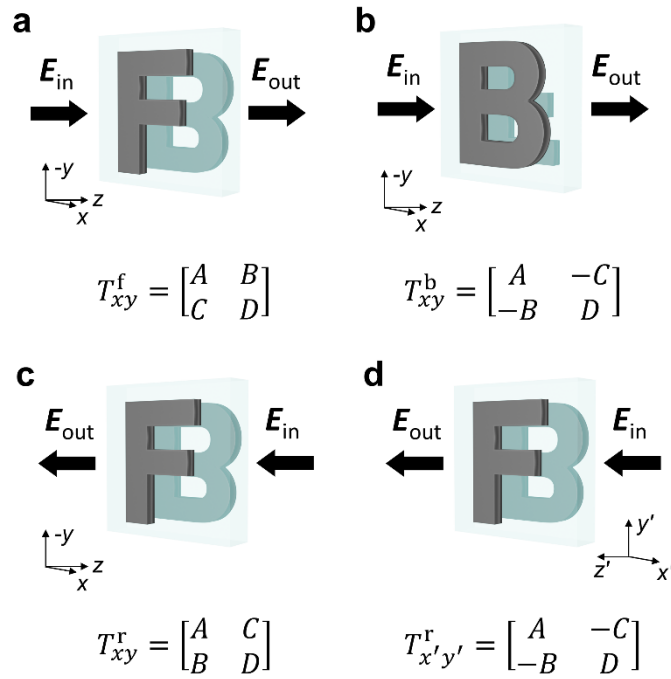 a
E_in
E_out
F
B
-y
z
x
T^f_xy = [A B
C D]
b
E_in
E_out
B
-y
z
x
T^b_xy = [A −C
−B D]
c
E_out
E_in
F
B
-y
z
x
T^r_xy = [A C
B D]
d
E_out
E_in
F
B
y'
z'
x'
T^r_x'y' = [A −C
−B D]